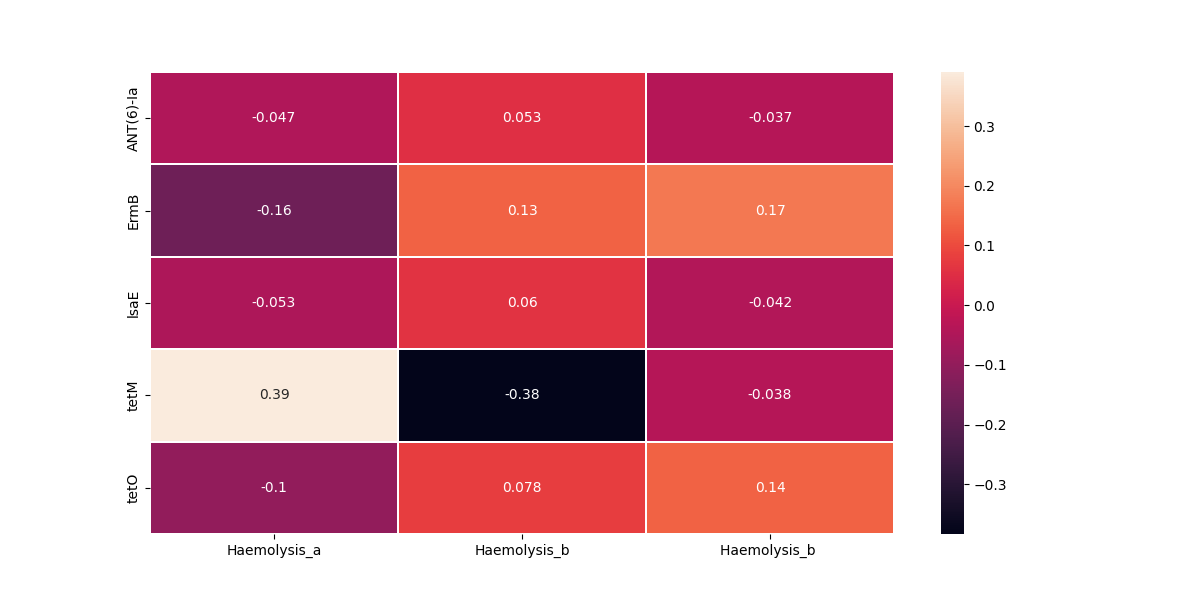 ANT(6)-Ia -0.047 0.053 -0.037
ErmB -0.16 0.13 0.17
lsaE -0.053 0.06 -0.042
tetM 0.39 -0.38 -0.038
tetO -0.1 0.078 0.14
Haemolysis_a Haemolysis_b Haemolysis_b
0.3
0.2
0.1
0.0
−0.1
−0.2
−0.3